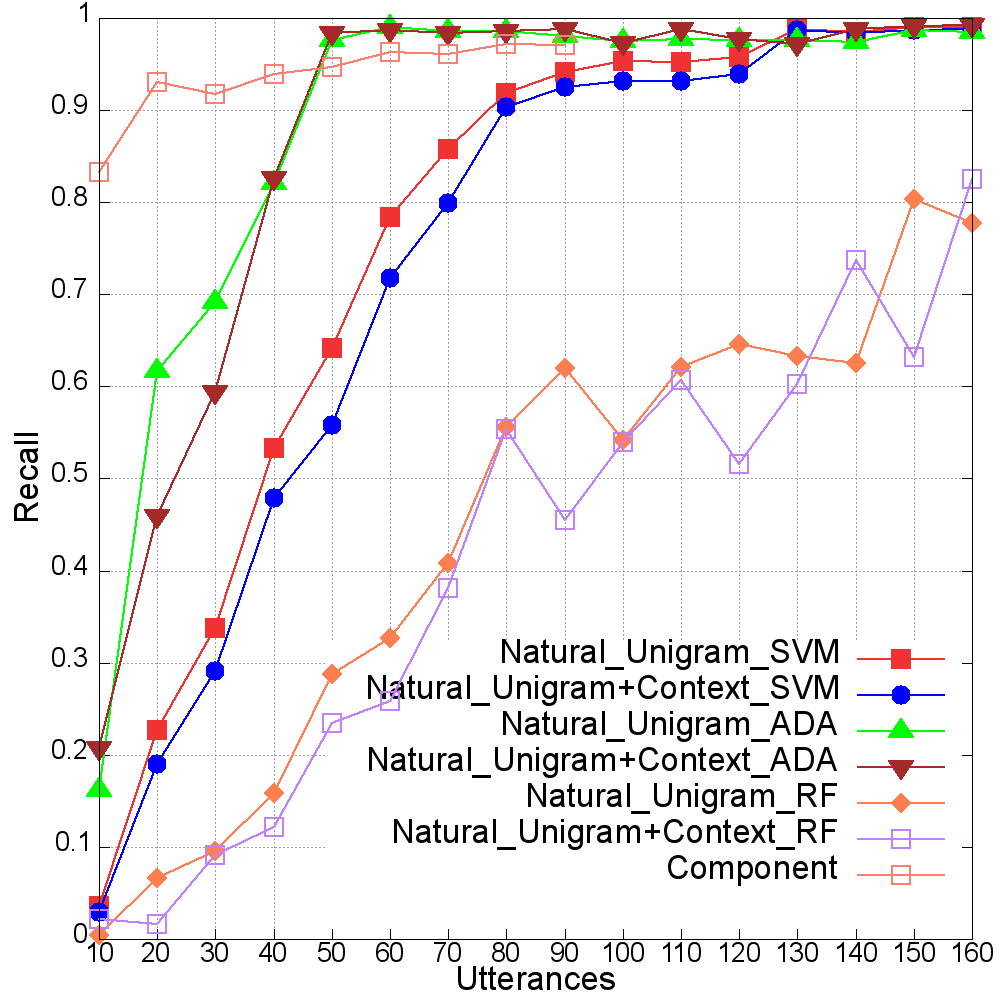 1
0.9
0.8
0.7
0.6
0.5
0.4
0.3
0.2
0.1
0
Recall
10 20 30 40 50 60 70 80 90 100 110 120 130 140 150 160
Utterances
Natural_Unigram_SVM
Natural_Unigram+Context_SVM
Natural_Unigram_ADA
Natural_Unigram+Context_ADA
Natural_Unigram_RF
Natural_Unigram+Context_RF
Component